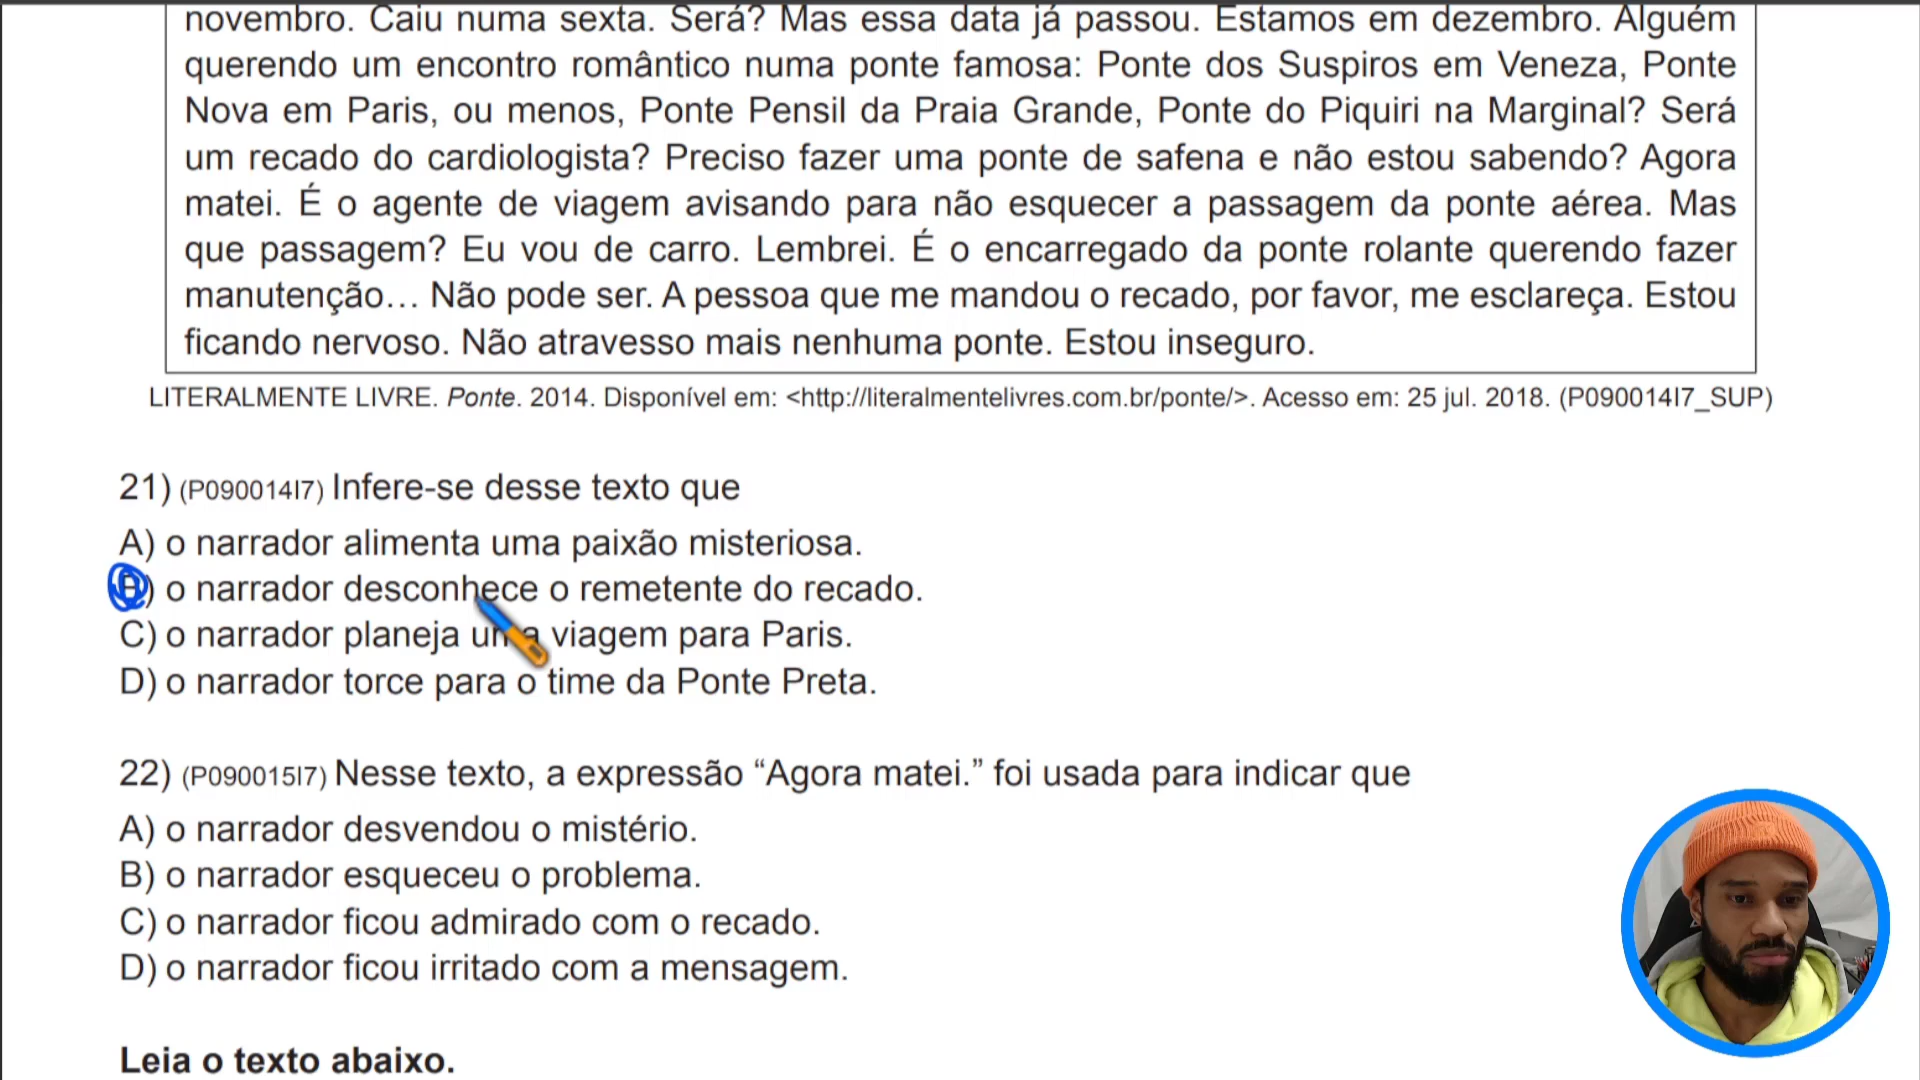 novembro. Caiu numa sexta. Será? Mas essa data já passou. Estamos em dezembro. Alguém
querendo um encontro romântico numa ponte famosa: Ponte dos Suspiros em Veneza, Ponte
Nova em Paris, ou menos, Ponte Pensil da Praia Grande, Ponte do Piquiri na Marginal? Será
um recado do cardiologista? Preciso fazer uma ponte de safena e não estou sabendo? Agora
matei. É o agente de viagem avisando para não esquecer a passagem da ponte aérea. Mas
que passagem? Eu vou de carro. Lembrei. É o encarregado da ponte rolante querendo fazer
manutenção… Não pode ser. A pessoa que me mandou o recado, por favor, me esclareça. Estou
ficando nervoso. Não atravesso mais nenhuma ponte. Estou inseguro.
LITERALMENTE LIVRE. Ponte. 2014. Disponível em: <http://literalmentelivres.com.br/ponte/>. Acesso em: 25 jul. 2018. (P090014I7_SUP)
21) (P090014I7) Infere-se desse texto que
A) o narrador alimenta uma paixão misteriosa.
B) o narrador desconhece o remetente do recado.
C) o narrador planeja uma viagem para Paris.
D) o narrador torce para o time da Ponte Preta.
22) (P090015I7) Nesse texto, a expressão “Agora matei.” foi usada para indicar que
A) o narrador desvendou o mistério.
B) o narrador esqueceu o problema.
C) o narrador ficou admirado com o recado.
D) o narrador ficou irritado com a mensagem.
Leia o texto abaixo.